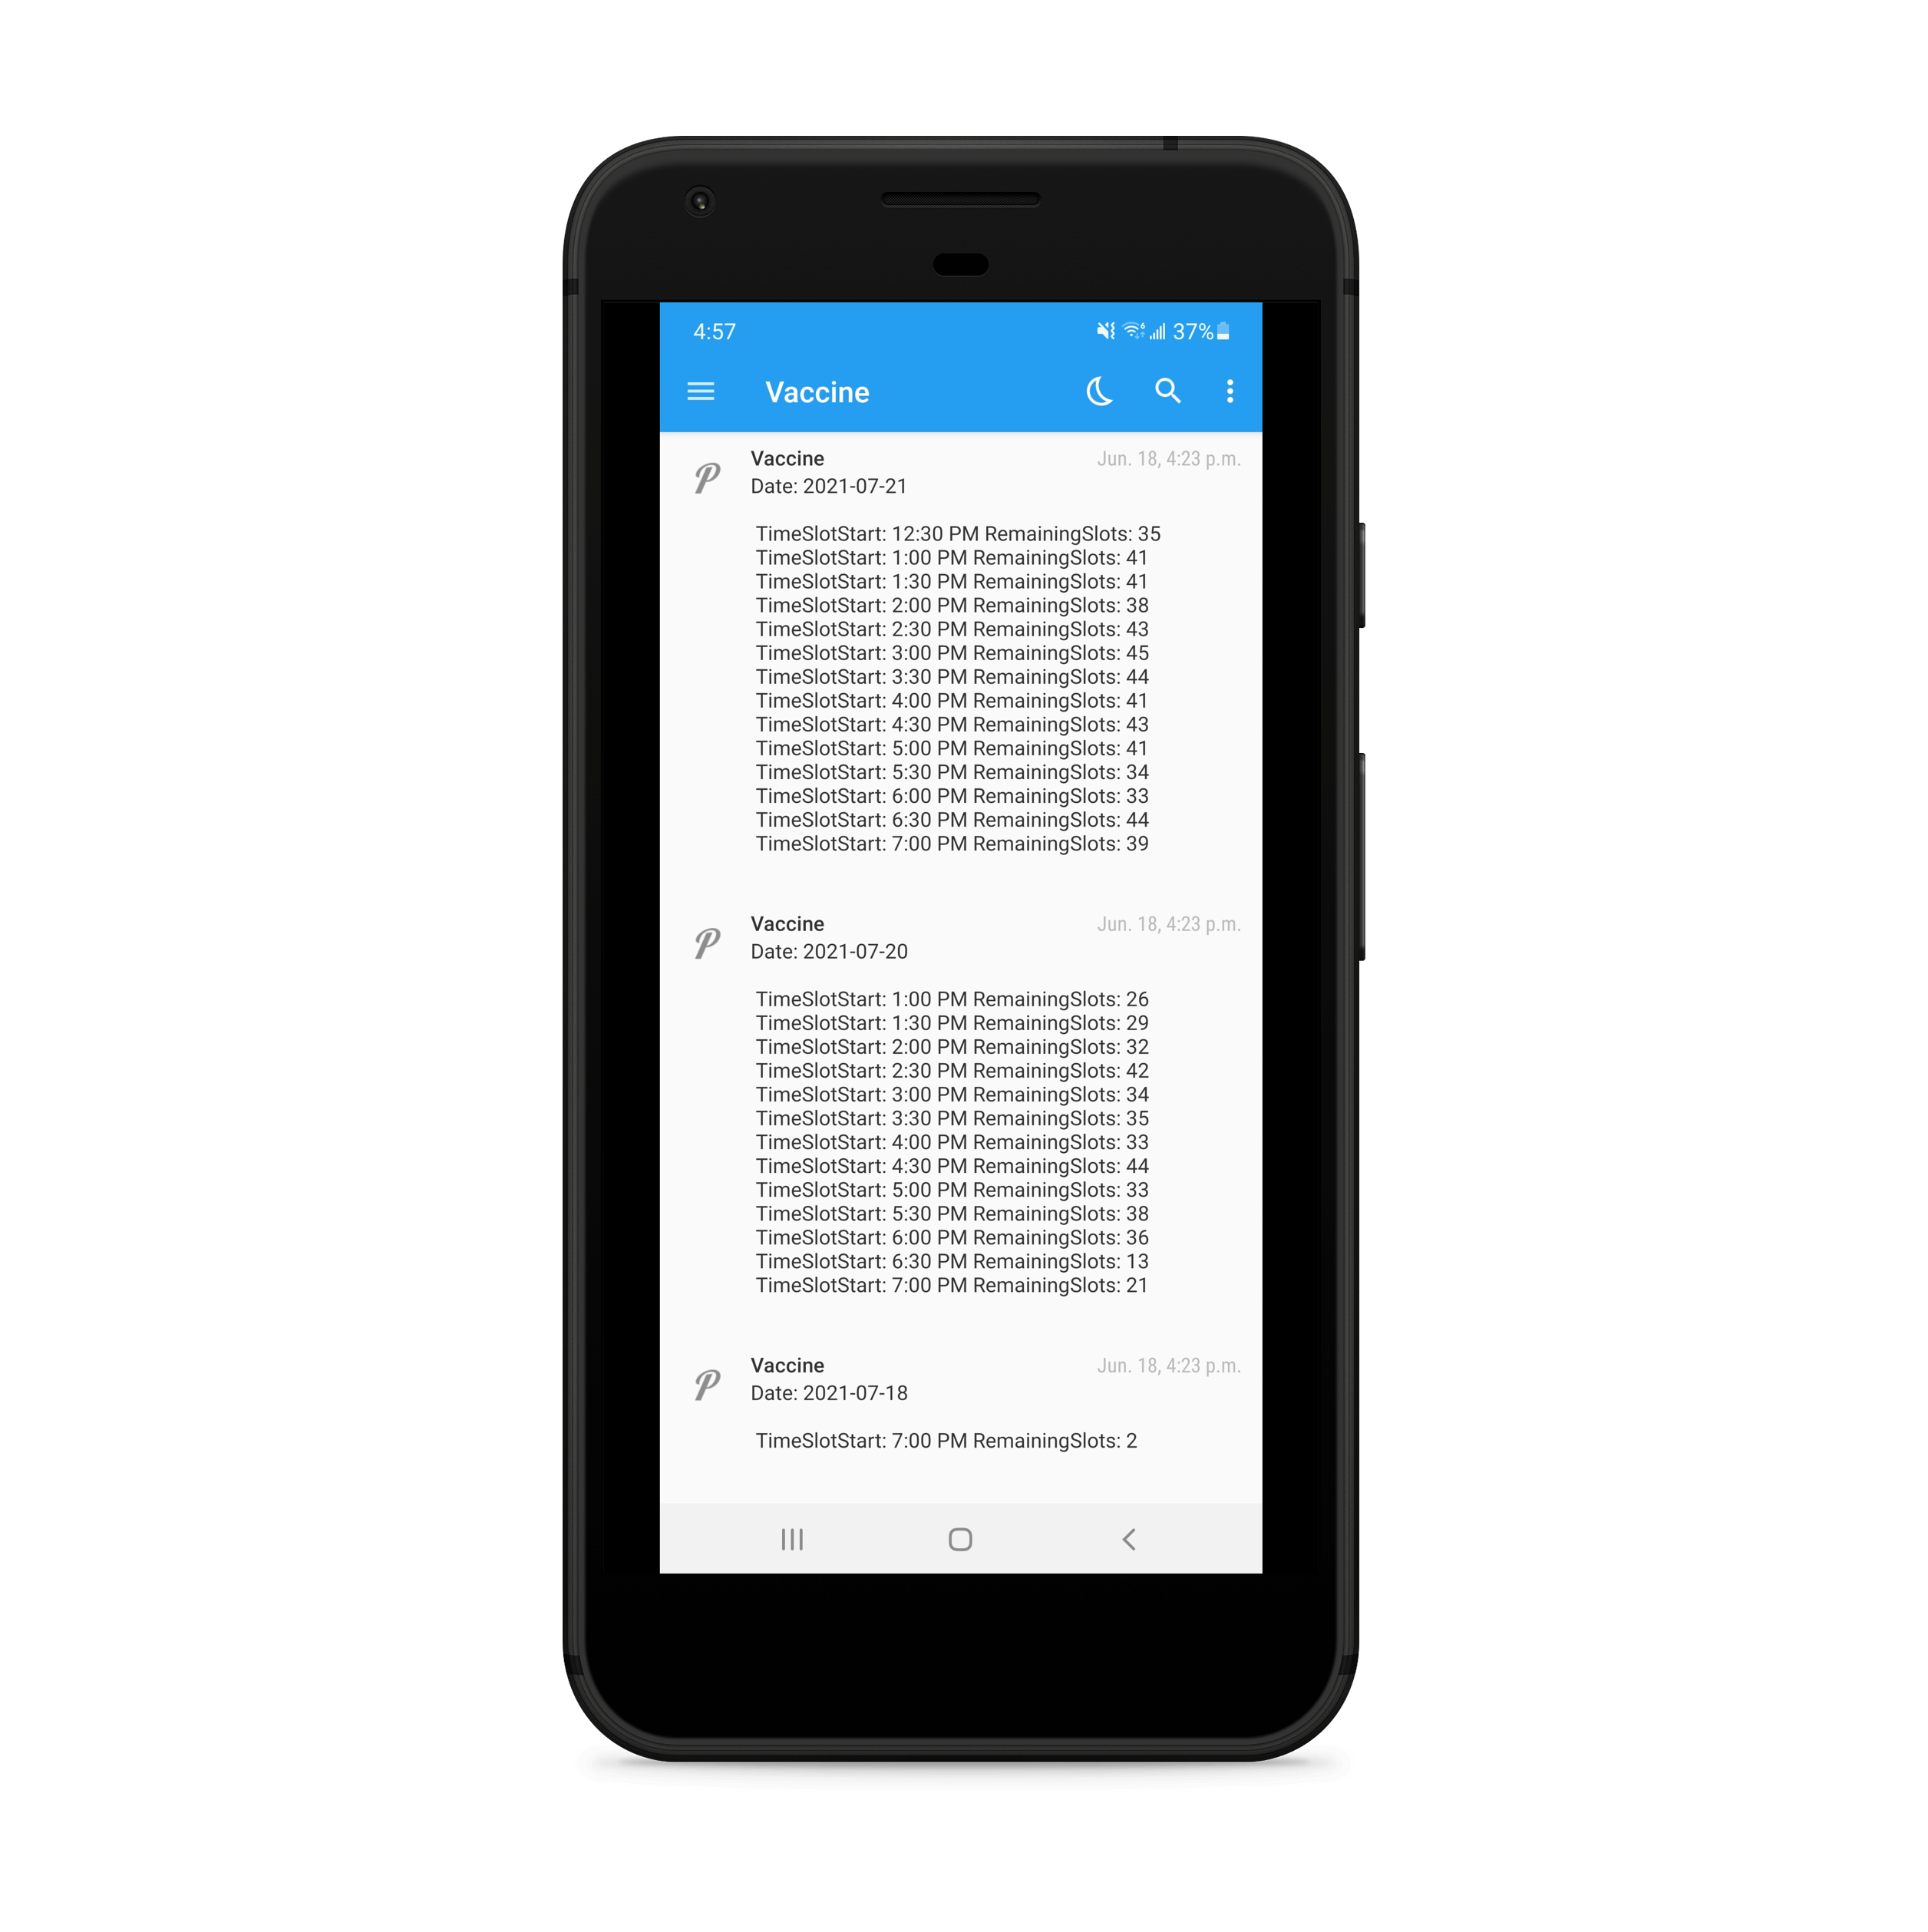 4:57 37%
Vaccine
Vaccine Jun. 18, 4:23 p.m.
Date: 2021-07-21
TimeSlotStart: 12:30 PM RemainingSlots: 35
TimeSlotStart: 1:00 PM RemainingSlots: 41
TimeSlotStart: 1:30 PM RemainingSlots: 41
TimeSlotStart: 2:00 PM RemainingSlots: 38
TimeSlotStart: 2:30 PM RemainingSlots: 43
TimeSlotStart: 3:00 PM RemainingSlots: 45
TimeSlotStart: 3:30 PM RemainingSlots: 44
TimeSlotStart: 4:00 PM RemainingSlots: 41
TimeSlotStart: 4:30 PM RemainingSlots: 43
TimeSlotStart: 5:00 PM RemainingSlots: 41
TimeSlotStart: 5:30 PM RemainingSlots: 34
TimeSlotStart: 6:00 PM RemainingSlots: 33
TimeSlotStart: 6:30 PM RemainingSlots: 44
TimeSlotStart: 7:00 PM RemainingSlots: 39
Vaccine Jun. 18, 4:23 p.m.
Date: 2021-07-20
TimeSlotStart: 1:00 PM RemainingSlots: 26
TimeSlotStart: 1:30 PM RemainingSlots: 29
TimeSlotStart: 2:00 PM RemainingSlots: 32
TimeSlotStart: 2:30 PM RemainingSlots: 42
TimeSlotStart: 3:00 PM RemainingSlots: 34
TimeSlotStart: 3:30 PM RemainingSlots: 35
TimeSlotStart: 4:00 PM RemainingSlots: 33
TimeSlotStart: 4:30 PM RemainingSlots: 44
TimeSlotStart: 5:00 PM RemainingSlots: 33
TimeSlotStart: 5:30 PM RemainingSlots: 38
TimeSlotStart: 6:00 PM RemainingSlots: 36
TimeSlotStart: 6:30 PM RemainingSlots: 13
TimeSlotStart: 7:00 PM RemainingSlots: 21
Vaccine Jun. 18, 4:23 p.m.
Date: 2021-07-18
TimeSlotStart: 7:00 PM RemainingSlots: 2